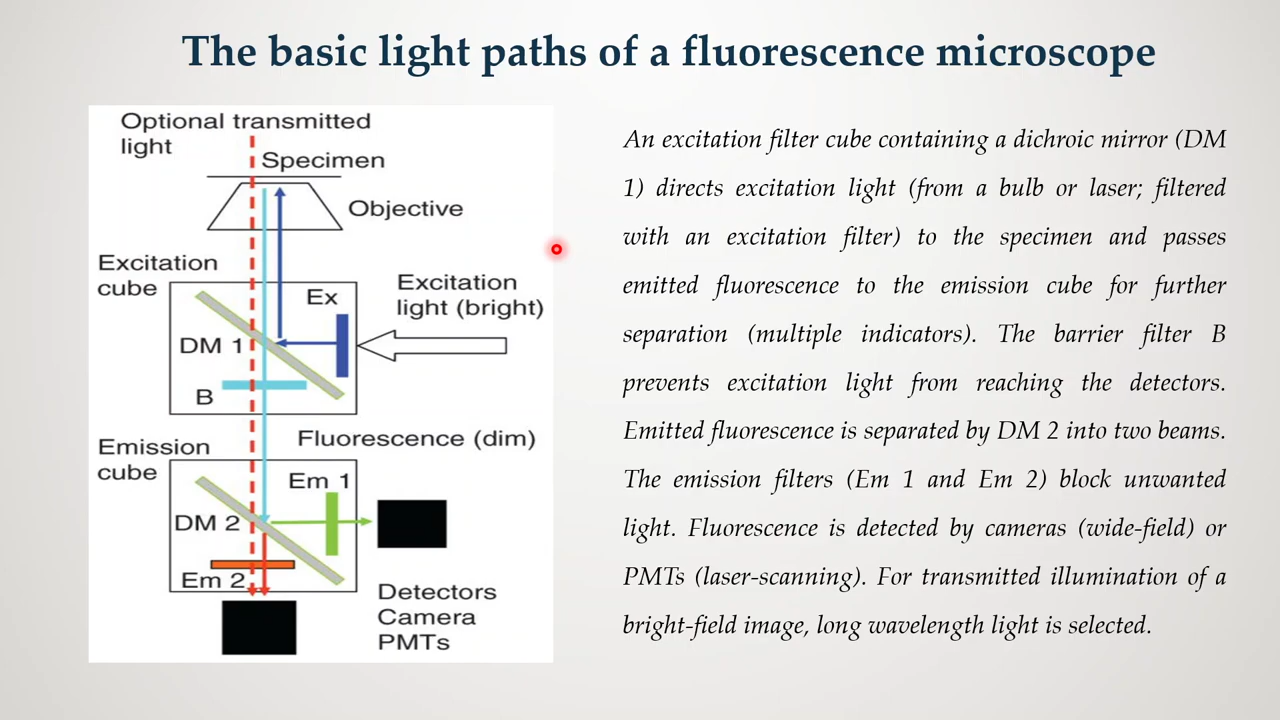 The basic light paths of a fluorescence microscope
Optional transmitted
light
Specimen
Objective
Excitation
cube
Ex
Excitation
light (bright)
DM 1
B
Emission
cube
Fluorescence (dim)
Em 1
DM 2
Em 2
Detectors
Camera
PMTs
An excitation filter cube containing a dichroic mirror (DM
1) directs excitation light (from a bulb or laser; filtered
with an excitation filter) to the specimen and passes
emitted fluorescence to the emission cube for further
separation (multiple indicators). The barrier filter B
prevents excitation light from reaching the detectors.
Emitted fluorescence is separated by DM 2 into two beams.
The emission filters (Em 1 and Em 2) block unwanted
light. Fluorescence is detected by cameras (wide-field) or
PMTs (laser-scanning). For transmitted illumination of a
bright-field image, long wavelength light is selected.